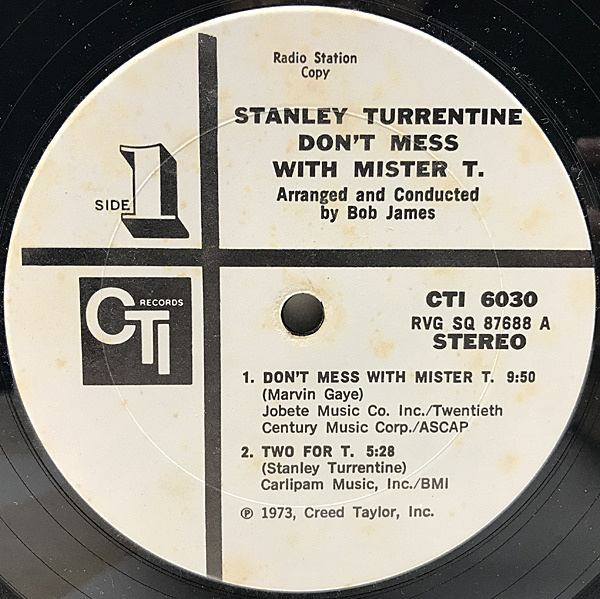 Radio Station
Copy
STANLEY TURRENTINE
DON'T MESS
WITH MISTER T.
Arranged and Conducted
by Bob James
SIDE 1
CTI RECORDS
CTI 6030
RVG SQ 87688 A
STEREO
1. DON'T MESS WITH MISTER T. 9:50
(Marvin Gaye)
Jobete Music Co. Inc./Twentieth
Century Music Corp./ASCAP
2. TWO FOR T. 5:28
(Stanley Turrentine)
Carlipam Music, Inc./BMI
℗ 1973, Creed Taylor, Inc.